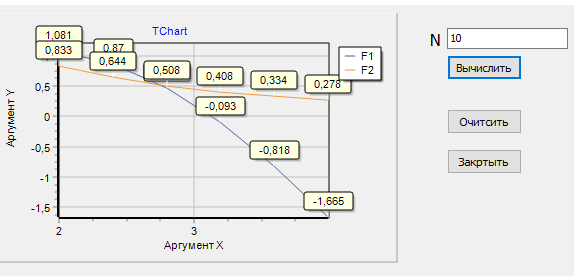 TChart
1,081
0,833
0,87
0,644
0,508
0,408
0,334
0,278
-0,093
-0,818
-1,665
F1
F2
0,5
0
-0,5
-1
-1,5
2
3
Аргумент Y
Аргумент X
N 10
Вычислить
Очитсить
Закртыть